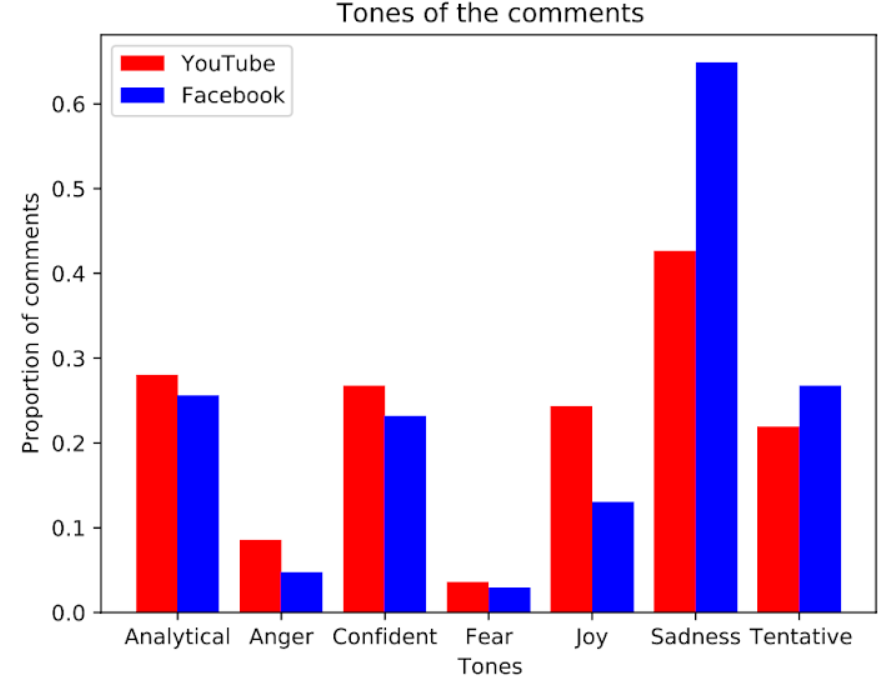 Tones of the comments
YouTube
Facebook
Proportion of comments
0.6
0.5
0.4
0.3
0.2
0.1
0.0
Analytical Anger Confident Fear Joy Sadness Tentative
Tones